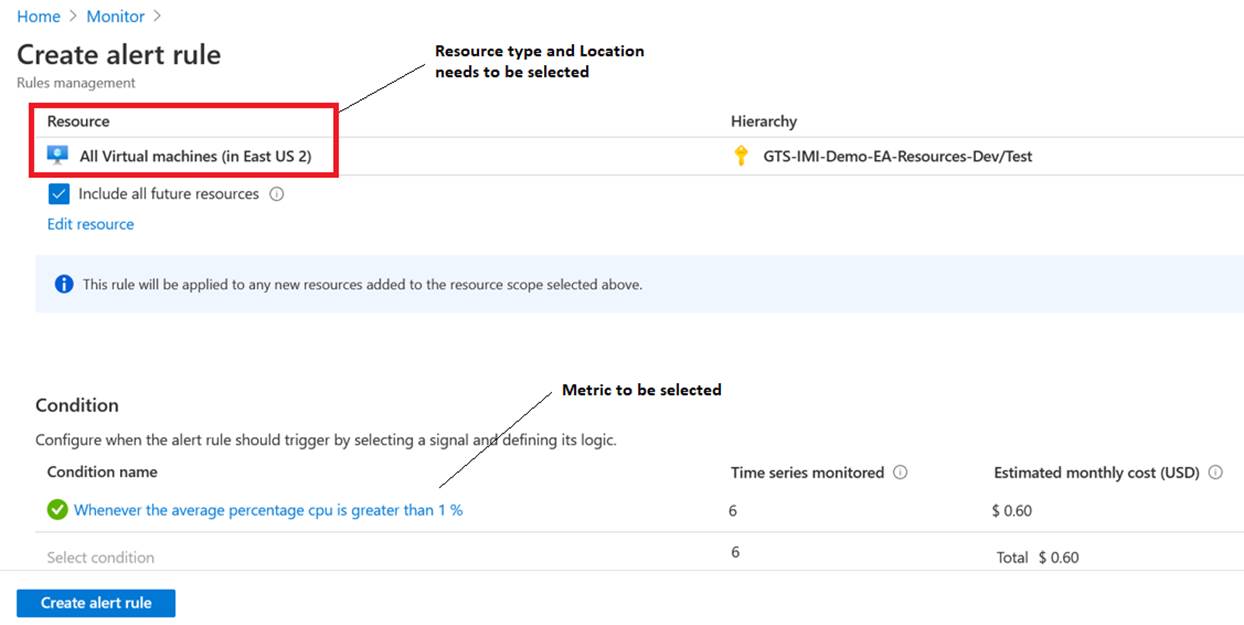 Home > Monitor >
Create alert rule
Rules management
Resource type and Location
needs to be selected
Resource Hierarchy
All Virtual machines (in East US 2) GTS-IMI-Demo-EA-Resources-Dev/Test
Include all future resources
Edit resource
This rule will be applied to any new resources added to the resource scope selected above.
Metric to be selected
Condition
Configure when the alert rule should trigger by selecting a signal and defining its logic.
Condition name Time series monitored Estimated monthly cost (USD)
Whenever the average percentage cpu is greater than 1 % 6 $ 0.60
Select condition 6 Total $ 0.60
Create alert rule